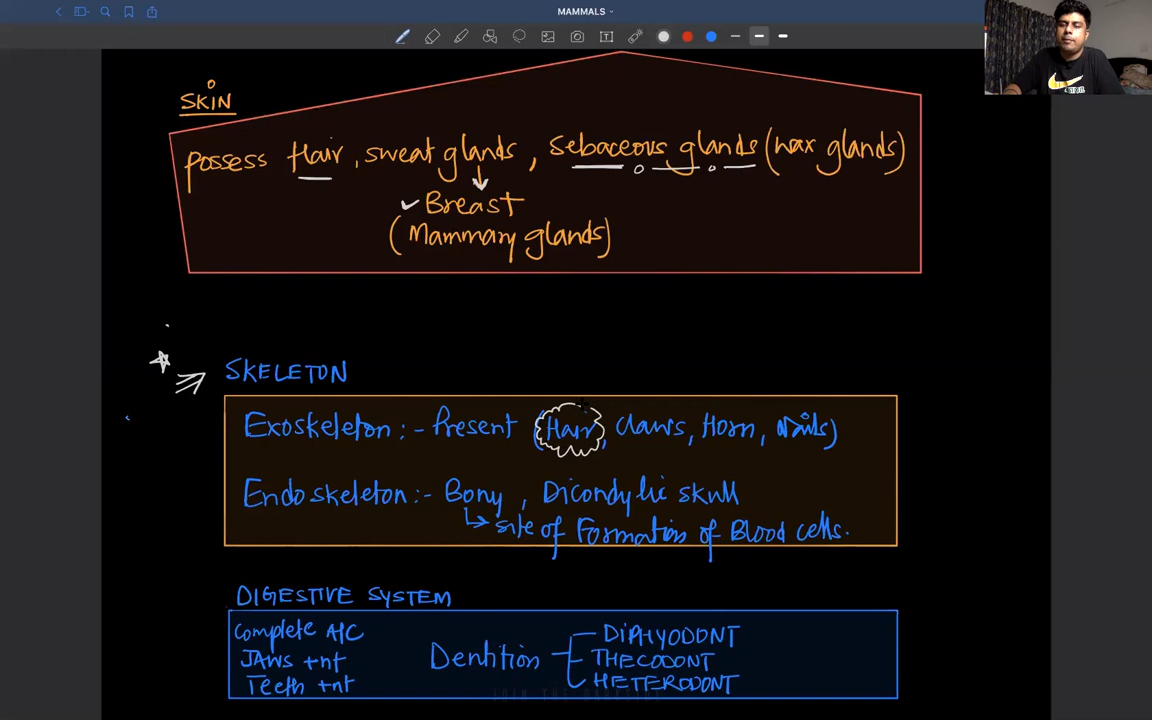 MAMMALS
SKIN
possess Hair, sweat glands, sebaceous glands (wax glands)
Breast
(Mammary glands)
SKELETON
Exoskeleton :- Present (Hair, claws, Horn, Nails)
Endoskeleton :- Bony, Dicondylic skull
site of Formation of Blood cells.
DIGESTIVE SYSTEM
Complete A/C
JAWS +nt
Teeth +nt
Dentition
DIPHYODONT
THECODONT
HETERODONT